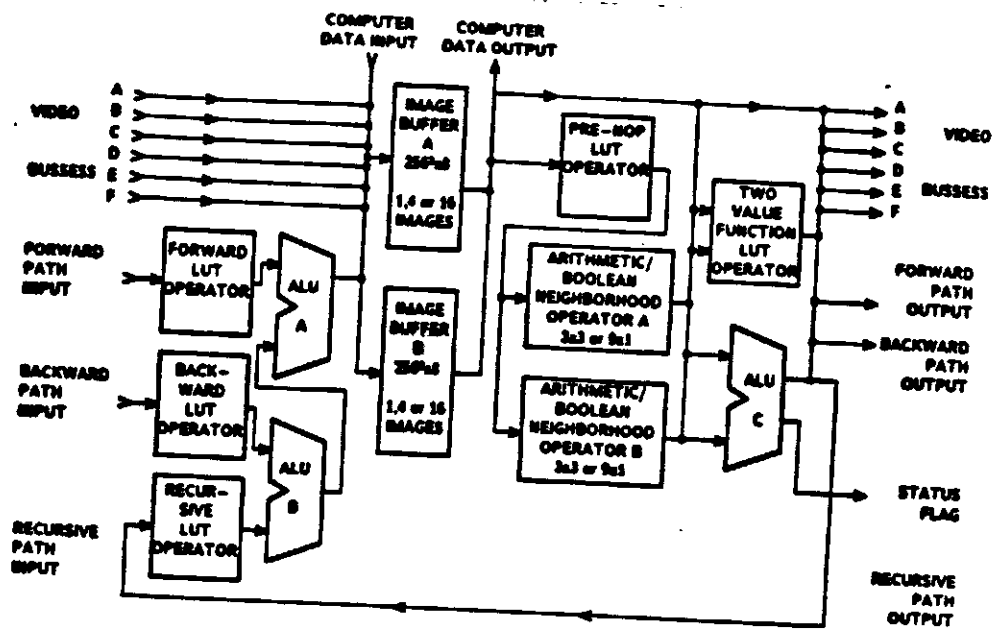 COMPUTER
DATA INPUT
COMPUTER
DATA OUTPUT
VIDEO
BUSSESS
A
B
C
D
E
F
IMAGE
BUFFER
A
256²x8
1,4 or 16
IMAGES
PRE-NOP
LUT
OPERATOR
TWO
VALUE
FUNCTION
LUT
OPERATOR
A
B
C
D
E
F
VIDEO
BUSSESS
FORWARD
PATH
INPUT
FORWARD
LUT
OPERATOR
ALU
A
IMAGE
BUFFER
B
256²x8
1,4 or 16
IMAGES
ARITHMETIC/
BOOLEAN
NEIGHBORHOOD
OPERATOR A
3x3 or 9x1
FORWARD
PATH
OUTPUT
BACKWARD
PATH
INPUT
BACK-
WARD
LUT
OPERATOR
ALU
B
ARITHMETIC/
BOOLEAN
NEIGHBORHOOD
OPERATOR B
3x3 or 9x1
ALU
C
BACKWARD
PATH
OUTPUT
RECURSIVE
PATH
INPUT
RECUR-
SIVE
LUT
OPERATOR
STATUS
FLAG
RECURSIVE
PATH
OUTPUT